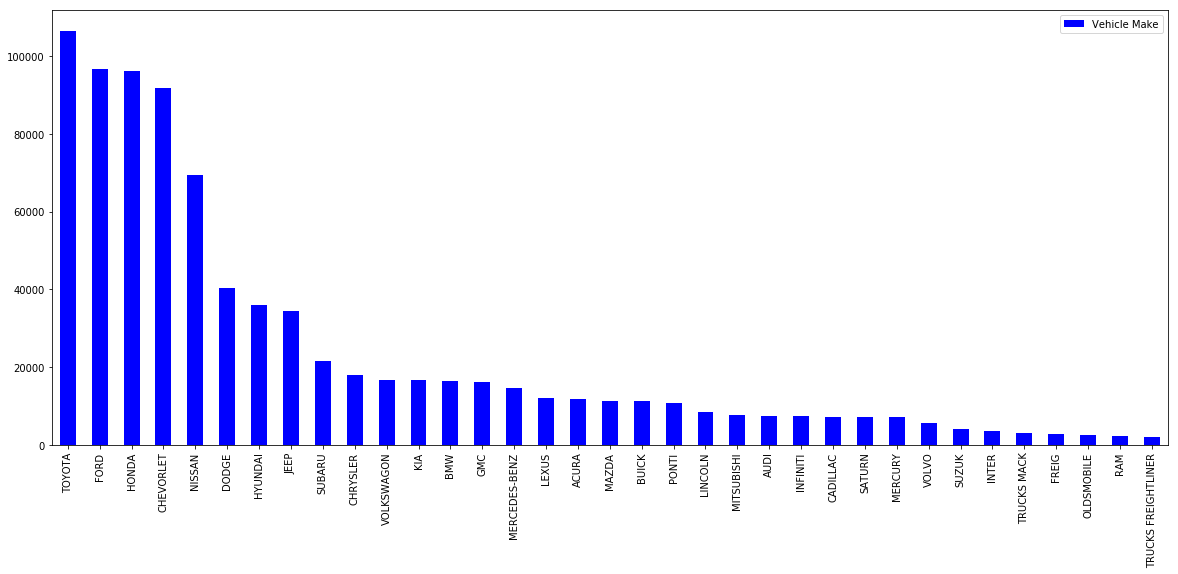 Vehicle Make
100000
80000
60000
40000
20000
0
TOYOTA
FORD
HONDA
CHEVORLET
NISSAN
DODGE
HYUNDAI
JEEP
SUBARU
CHRYSLER
VOLKSWAGON
KIA
BMW
GMC
MERCEDES-BENZ
LEXUS
ACURA
MAZDA
BUICK
PONTI
LINCOLN
MITSUBISHI
AUDI
INFINITI
CADILLAC
SATURN
MERCURY
VOLVO
SUZUK
INTER
TRUCKS MACK
FREIG
OLDSMOBILE
RAM
TRUCKS FREIGHTLINER